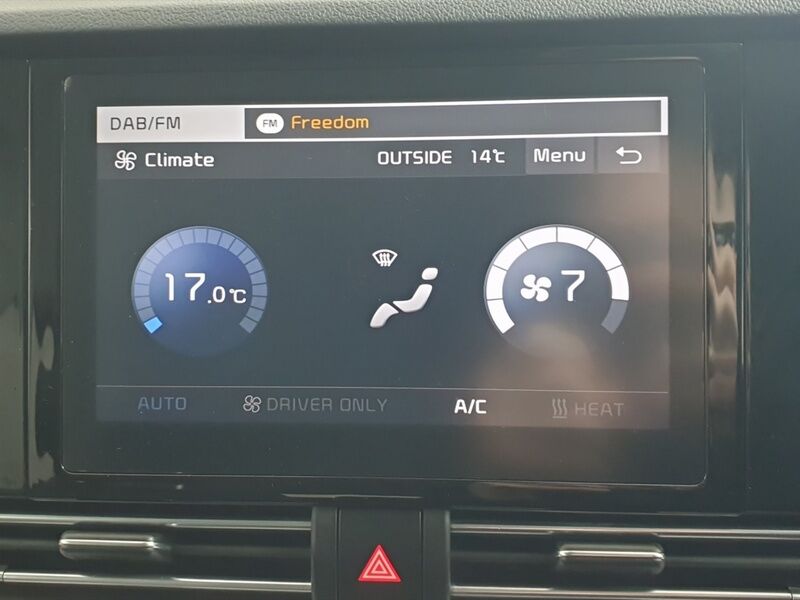 DAB/FM FM Freedom
Climate OUTSIDE 14°C Menu
17.0°C 7
AUTO DRIVER ONLY A/C HEAT